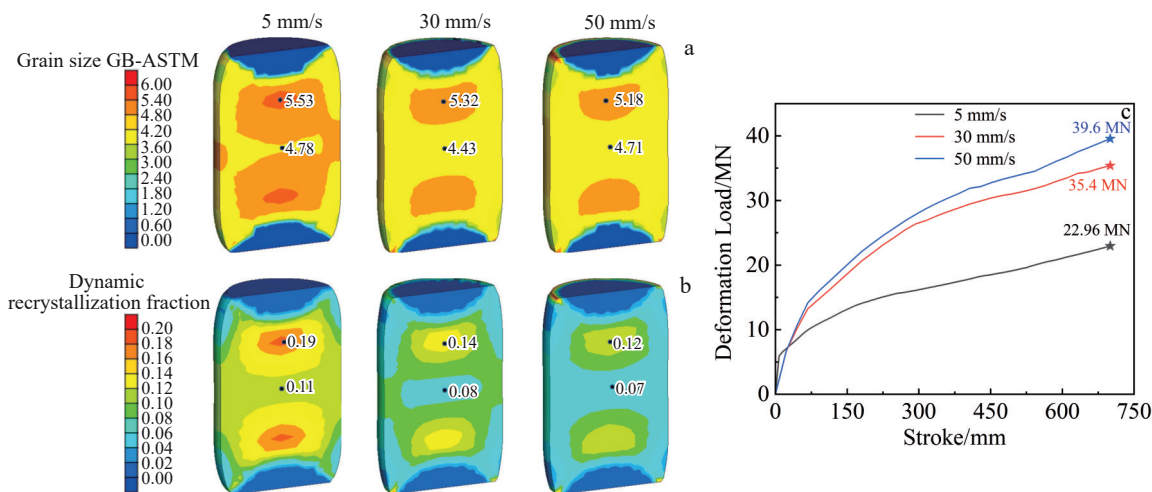 5 mm/s
30 mm/s
50 mm/s
a
Grain size GB-ASTM
6.00
5.40
4.80
4.20
3.60
3.00
2.40
1.80
1.20
0.60
0.00
5.53
4.78
5.32
4.43
5.18
4.71
b
Dynamic
recrystallization fraction
0.20
0.18
0.16
0.14
0.12
0.10
0.08
0.06
0.04
0.02
0.00
0.19
0.11
0.14
0.08
0.12
0.07
c
5 mm/s
30 mm/s
50 mm/s
39.6 MN
35.4 MN
22.96 MN
Deformation Load/MN
40
30
20
10
0
0
150
300
450
600
750
Stroke/mm